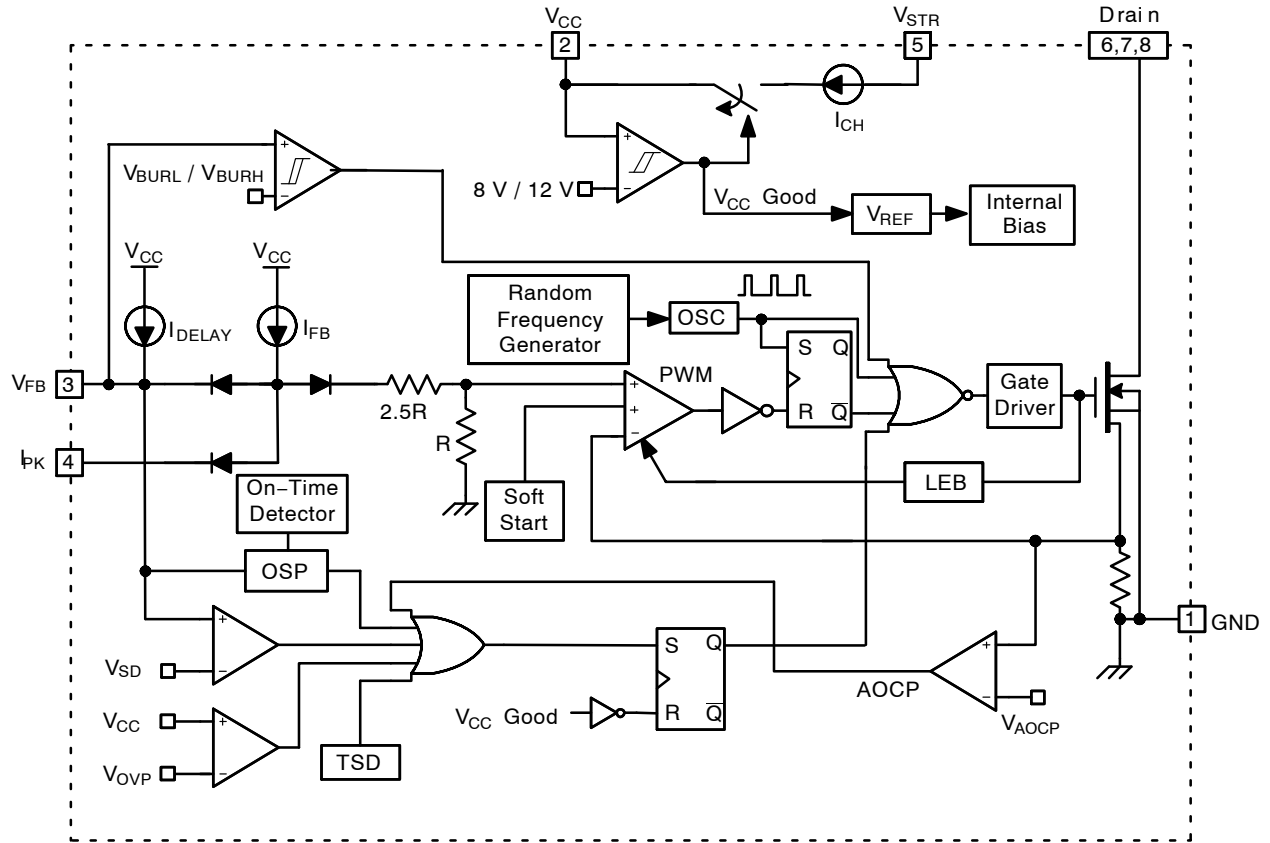 VCC
VSTR
Drain
2
5
6,7,8
ICH
+
−
VBURL / VBURH
+
−
8 V / 12 V
VCC Good
VREF
Internal
Bias
VCC
VCC
IDELAY
IFB
Random
Frequency
Generator
OSC
S
Q
R
Q̅
VFB
3
2.5R
R
PWM
+
+
−
Gate
Driver
IPK
4
LEB
On−Time
Detector
Soft
Start
OSP
1
GND
+
−
VSD
S
Q
R
Q̅
AOCP
+
−
VAOCP
VCC
+
VOVP
−
VCC Good
TSD